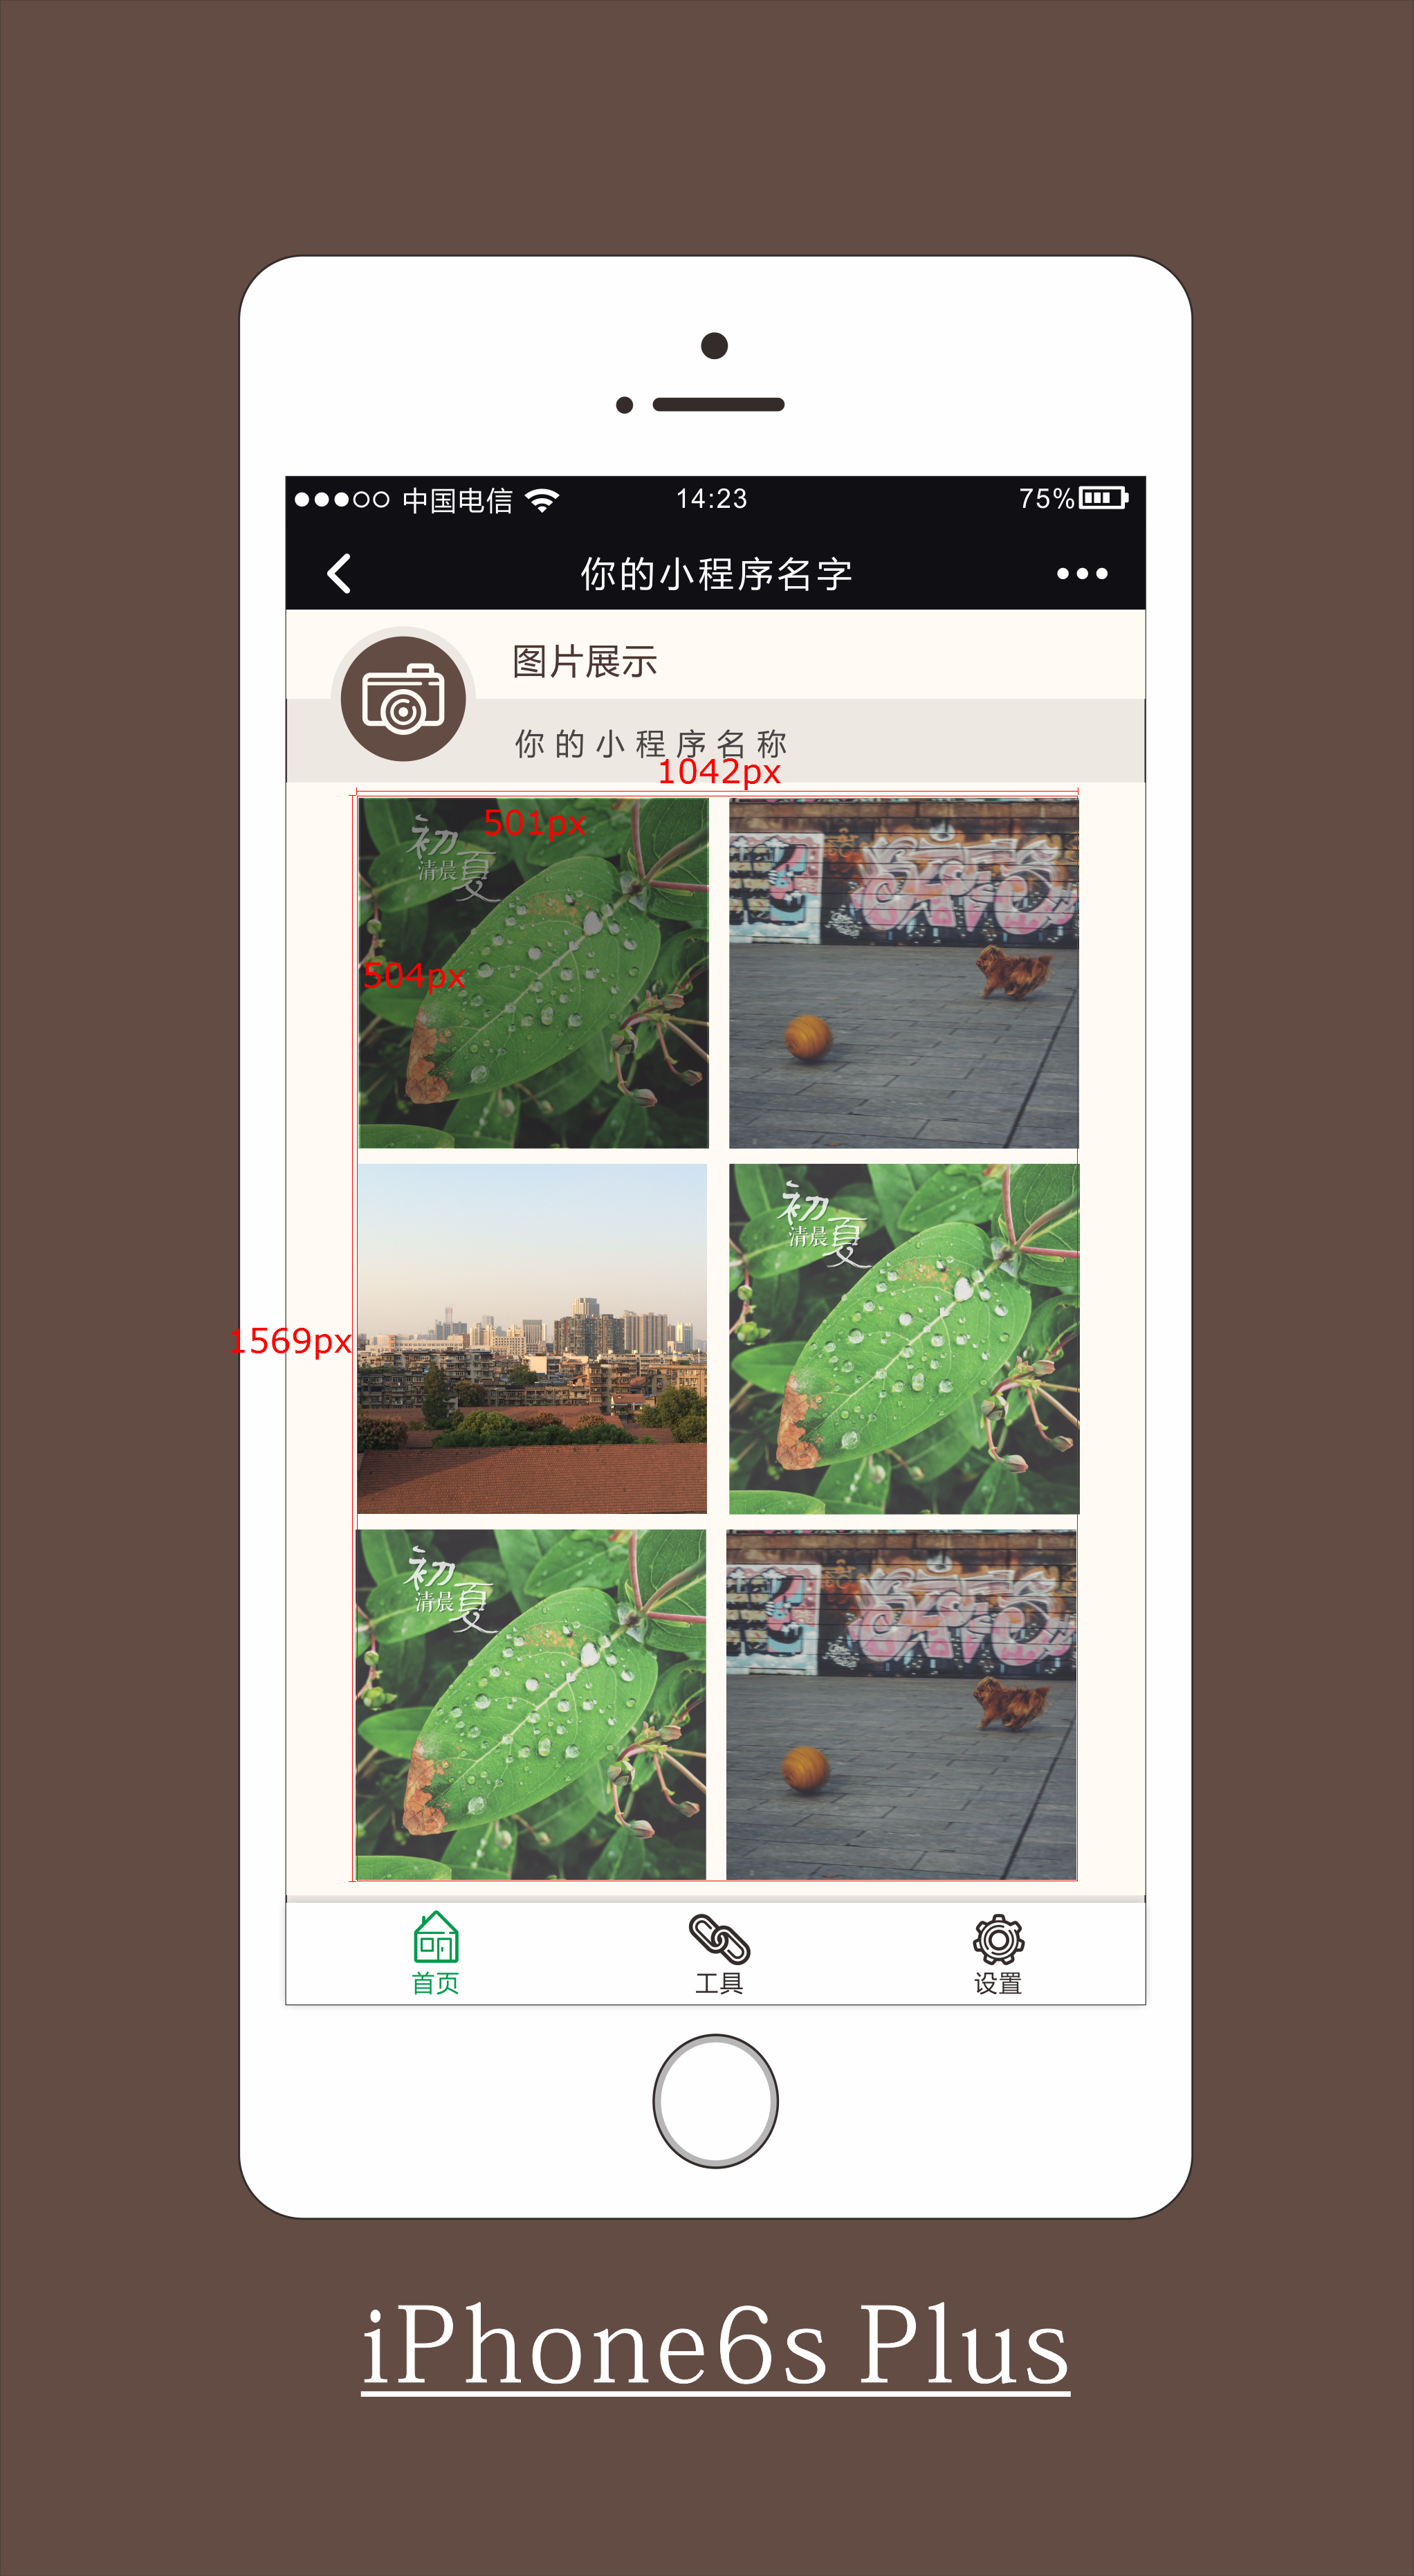 中国电信 14:23 75%
你的小程序名字
图片展示
你的小程序名称
1042px
501px
初夏
清晨
504px
初夏
清晨
1569px
初夏
清晨
首页 工具 设置
iPhone6s Plus